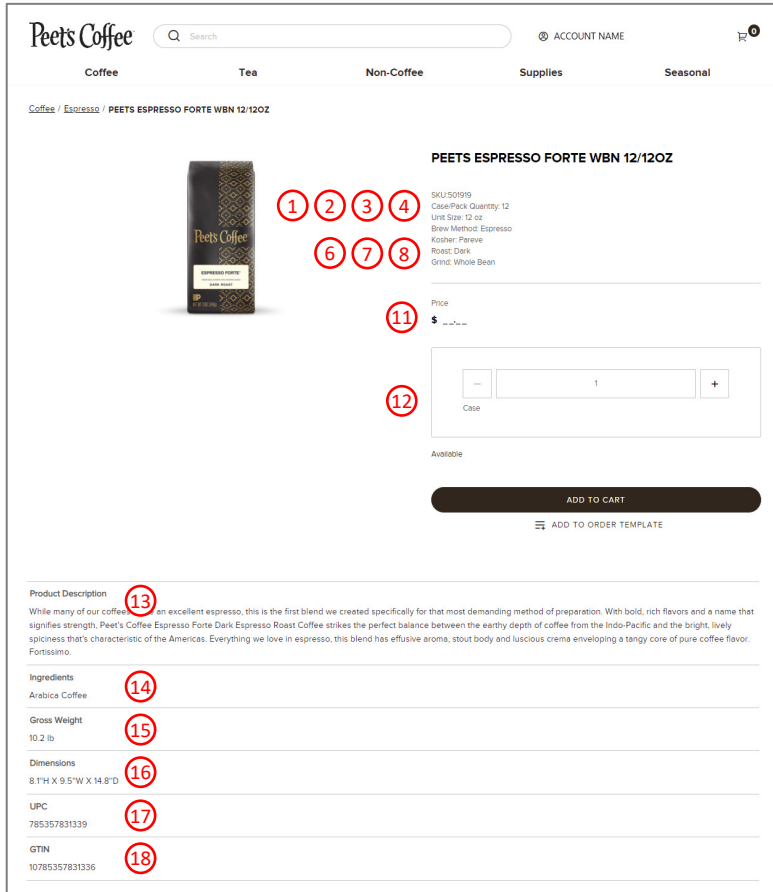 Peet's Coffee
Search
ACCOUNT NAME
0
Coffee Tea Non-Coffee Supplies Seasonal
Coffee / Espresso / PEETS ESPRESSO FORTE WBN 12/12OZ
PEETS ESPRESSO FORTE WBN 12/12OZ
1 2 3 4
SKU:501919
Case/Pack Quantity: 12
Unit Size: 12 oz
Brew Method: Espresso
6 7 8
Kosher: Pareve
Roast: Dark
Grind: Whole Bean
Peet's Coffee
ESPRESSO FORTE
DARK ROAST
Price
11
$ __.__
12
− 1 +
Case
Available
ADD TO CART
ADD TO ORDER TEMPLATE
Product Description
13
While many of our coffees an excellent espresso, this is the first blend we created specifically for that most demanding method of preparation. With bold, rich flavors and a name that
signifies strength, Peet's Coffee Espresso Forte Dark Espresso Roast Coffee strikes the perfect balance between the earthy depth of coffee from the Indo-Pacific and the bright, lively
spiciness that's characteristic of the Americas. Everything we love in espresso, this blend has effusive aroma, stout body and luscious crema enveloping a tangy core of pure coffee flavor.
Fortissimo.
Ingredients
14
Arabica Coffee
Gross Weight
15
10.2 lb
Dimensions
16
8.1"H X 9.5"W X 14.8"D
UPC
17
785357831339
GTIN
18
10785357831336